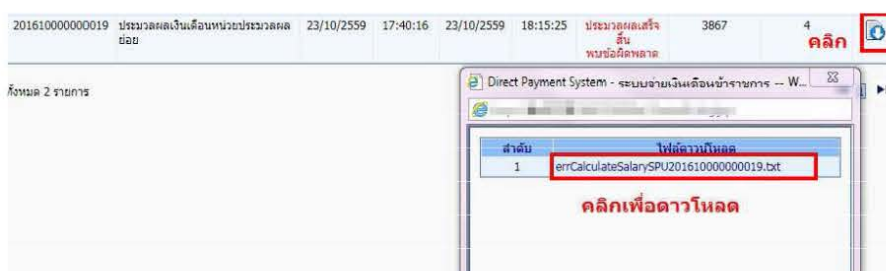 201610000000019 ประมวลผลเงินเดือนหน่วยประมวลผล 23/10/2559 17:40:16 23/10/2559 18:15:25 ประมวลผลเสร็จ 3867 4
ย่อย สิ้น คลิก
พบข้อผิดพลาด
ทั้งหมด 2 รายการ
Direct Payment System - ระบบจ่ายเงินเดือนข้าราชการ -- W...
ลำดับ ไฟล์ดาวน์โหลด
1 errCalculateSalarySPU201610000000019.txt
คลิกเพื่อดาวโหลด